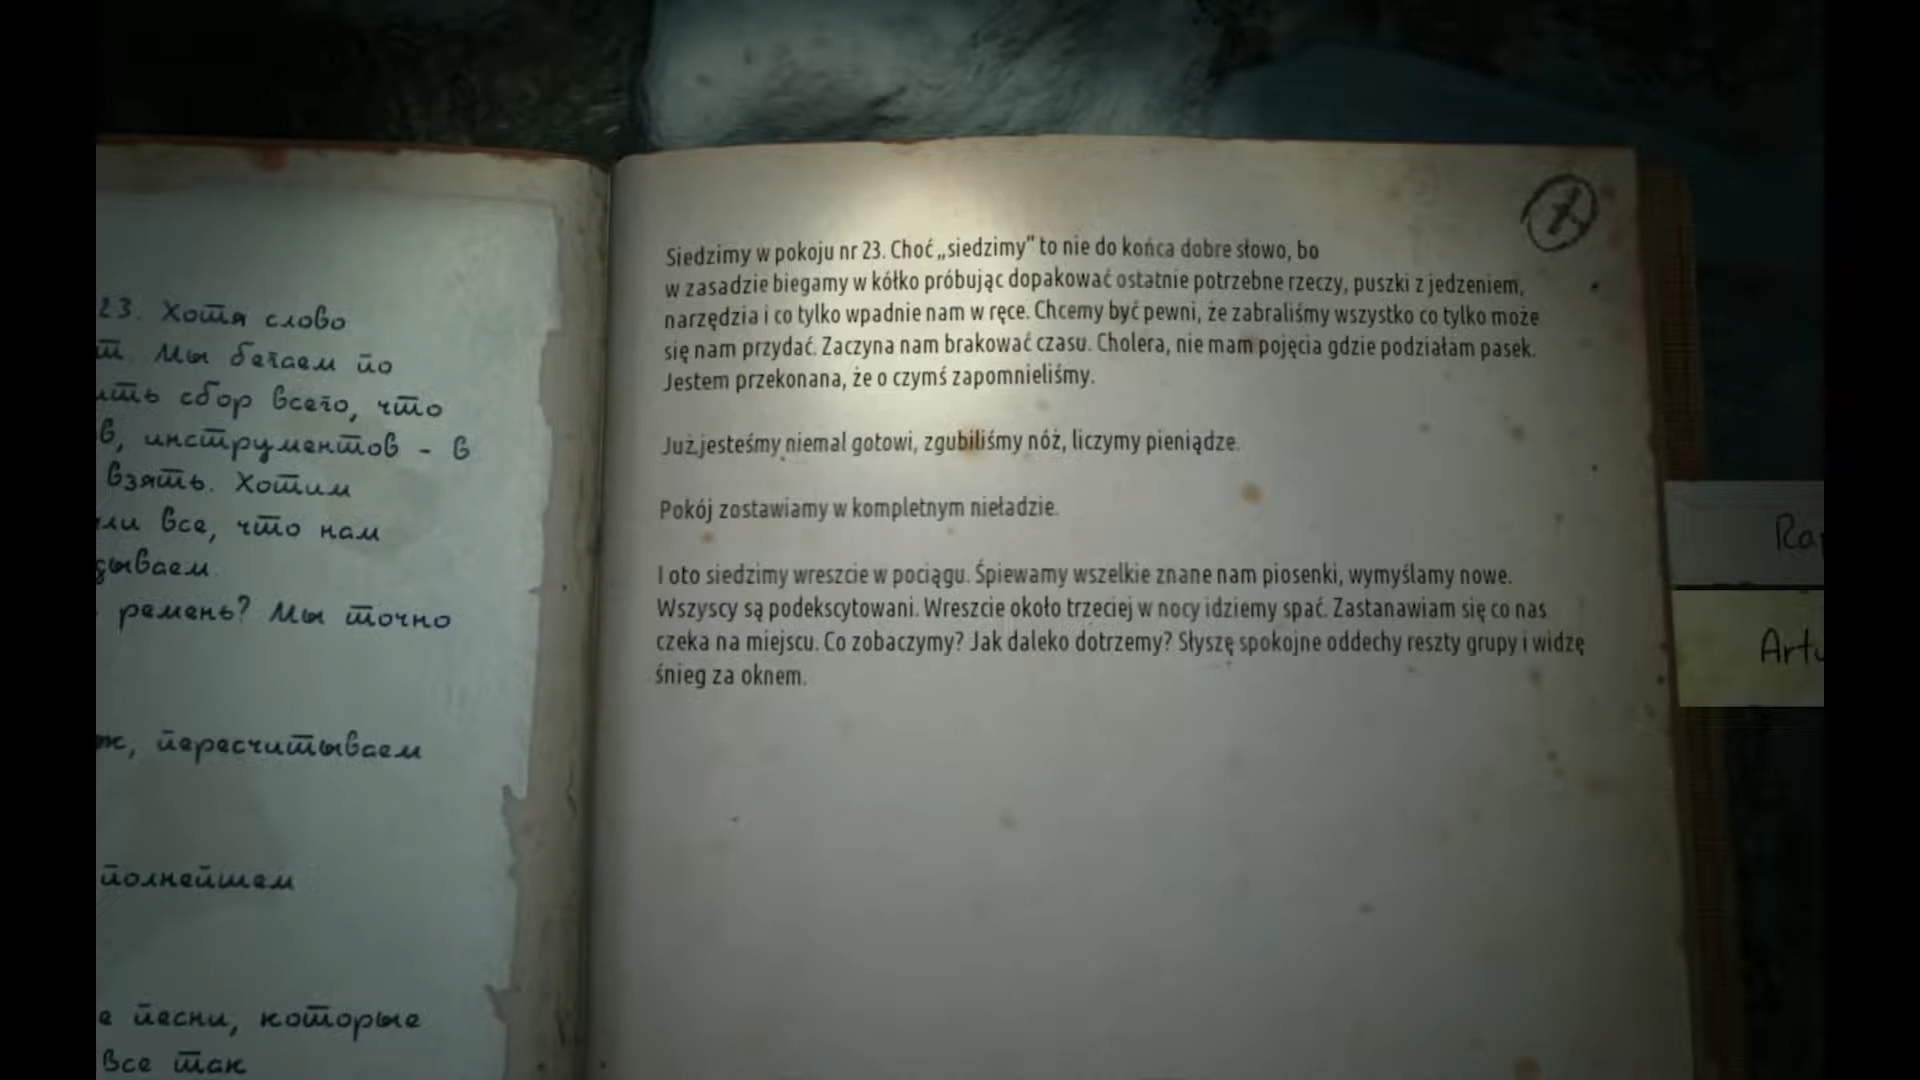 23. Хотя слово
Мы бегаем по
сбор всего, что
инструментов - в
взять. Хотим
все, что нам
ремень? Мы точно
пересчитываем
полнейшем
песни, которые
Все так
Siedzimy w pokoju nr 23. Choć „siedzimy” to nie do końca dobre słowo, bo
w zasadzie biegamy w kółko próbując dopakować ostatnie potrzebne rzeczy, puszki z jedzeniem,
narzędzia i co tylko wpadnie nam w ręce. Chcemy być pewni, że zabraliśmy wszystko co tylko może
się nam przydać. Zaczyna nam brakować czasu. Cholera, nie mam pojęcia gdzie podziałam pasek.
Jestem przekonana, że o czymś zapomnieliśmy.
Już jesteśmy niemal gotowi, zgubiliśmy nóż, liczymy pieniądze.
Pokój zostawiamy w kompletnym nieładzie.
I oto siedzimy wreszcie w pociągu. Śpiewamy wszelkie znane nam piosenki, wymyślamy nowe.
Wszyscy są podekscytowani. Wreszcie około trzeciej w nocy idziemy spać. Zastanawiam się co nas
czeka na miejscu. Co zobaczymy? Jak daleko dotrzemy? Słyszę spokojne oddechy reszty grupy i widzę
śnieg za oknem.